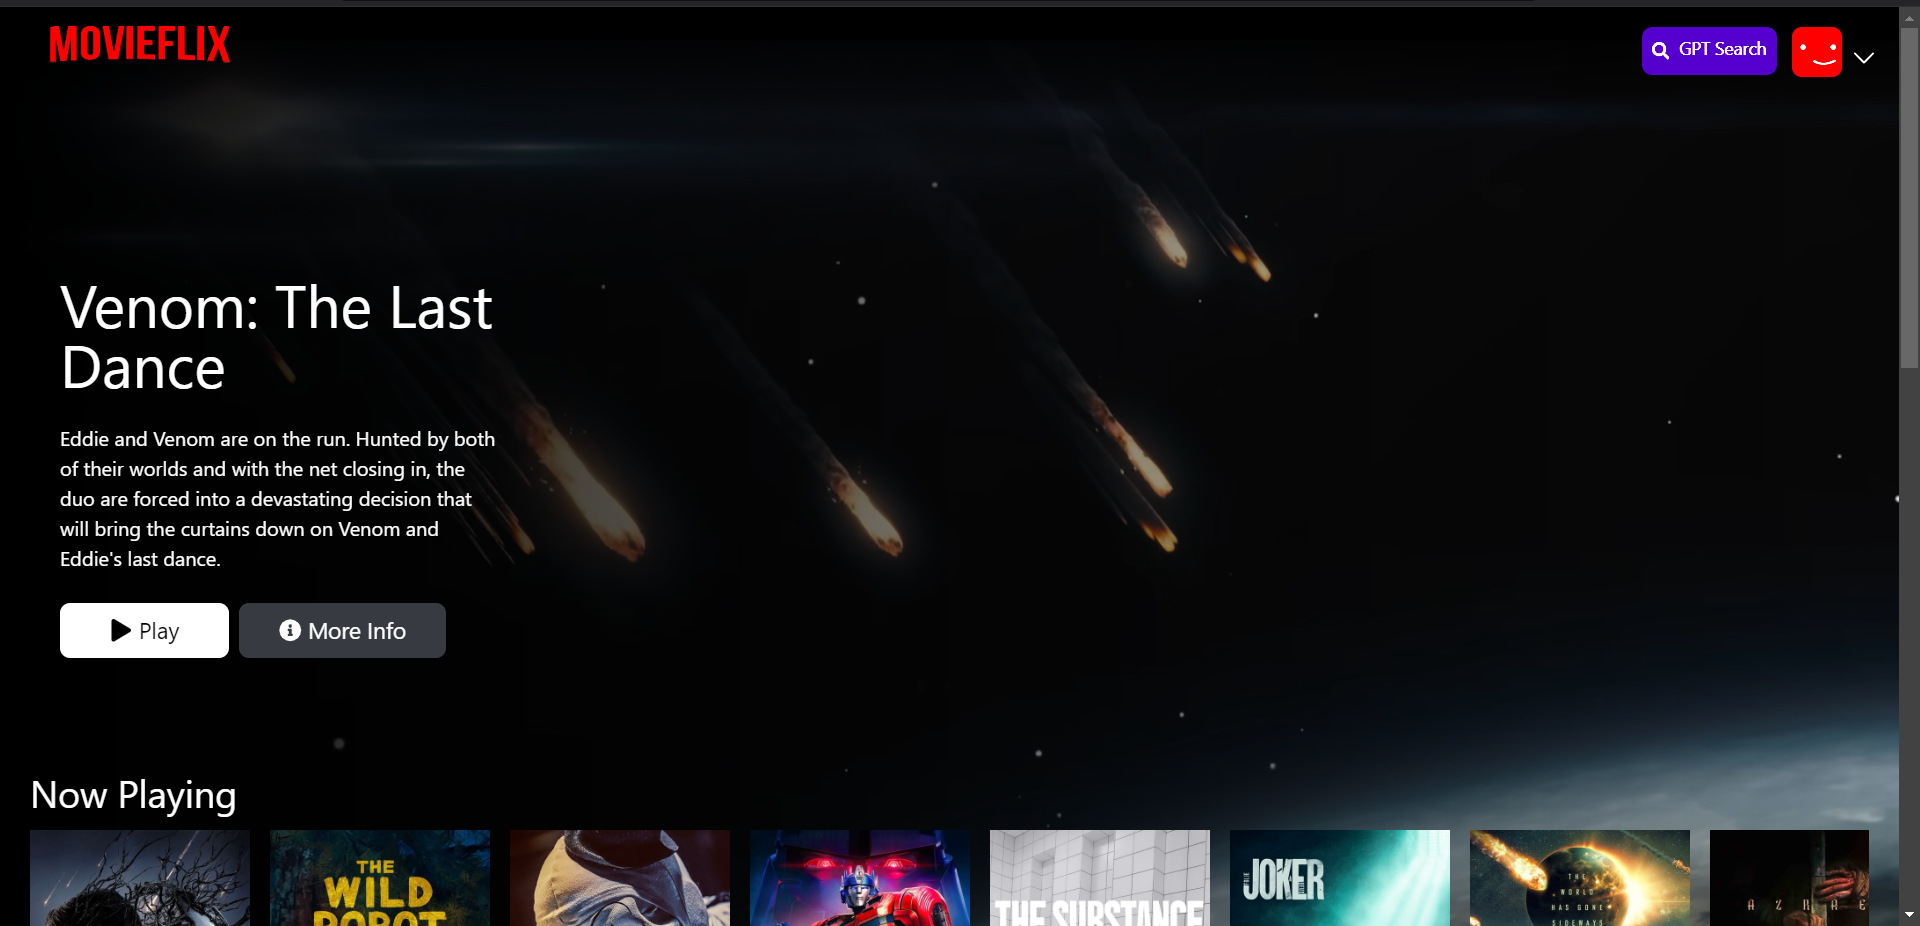 MOVIEFLIX
GPT Search
Venom: The Last
Dance
Eddie and Venom are on the run. Hunted by both
of their worlds and with the net closing in, the
duo are forced into a devastating decision that
will bring the curtains down on Venom and
Eddie's last dance.
Play
More Info
Now Playing
THE
WILD
ROBOT
THE SUBSTANCE
JOKER
THE
WORLD
HAS GONE
SIDEWAYS